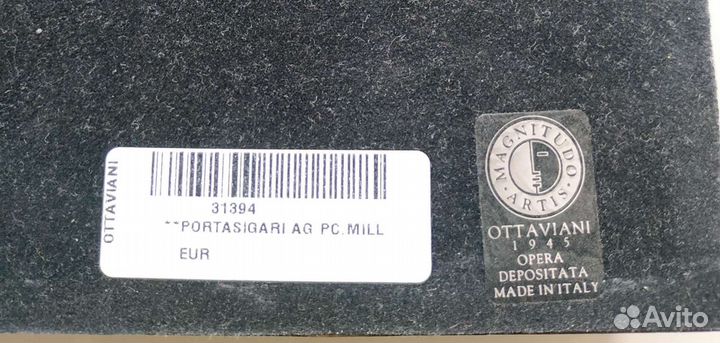 OTTAVIANI
31394
**PORTASIGARI AG PC.MILL
EUR
MAGNITUDO
·ARTIS·
OTTAVIANI
1945
OPERA
DEPOSITATA
MADE IN ITALY
Avito